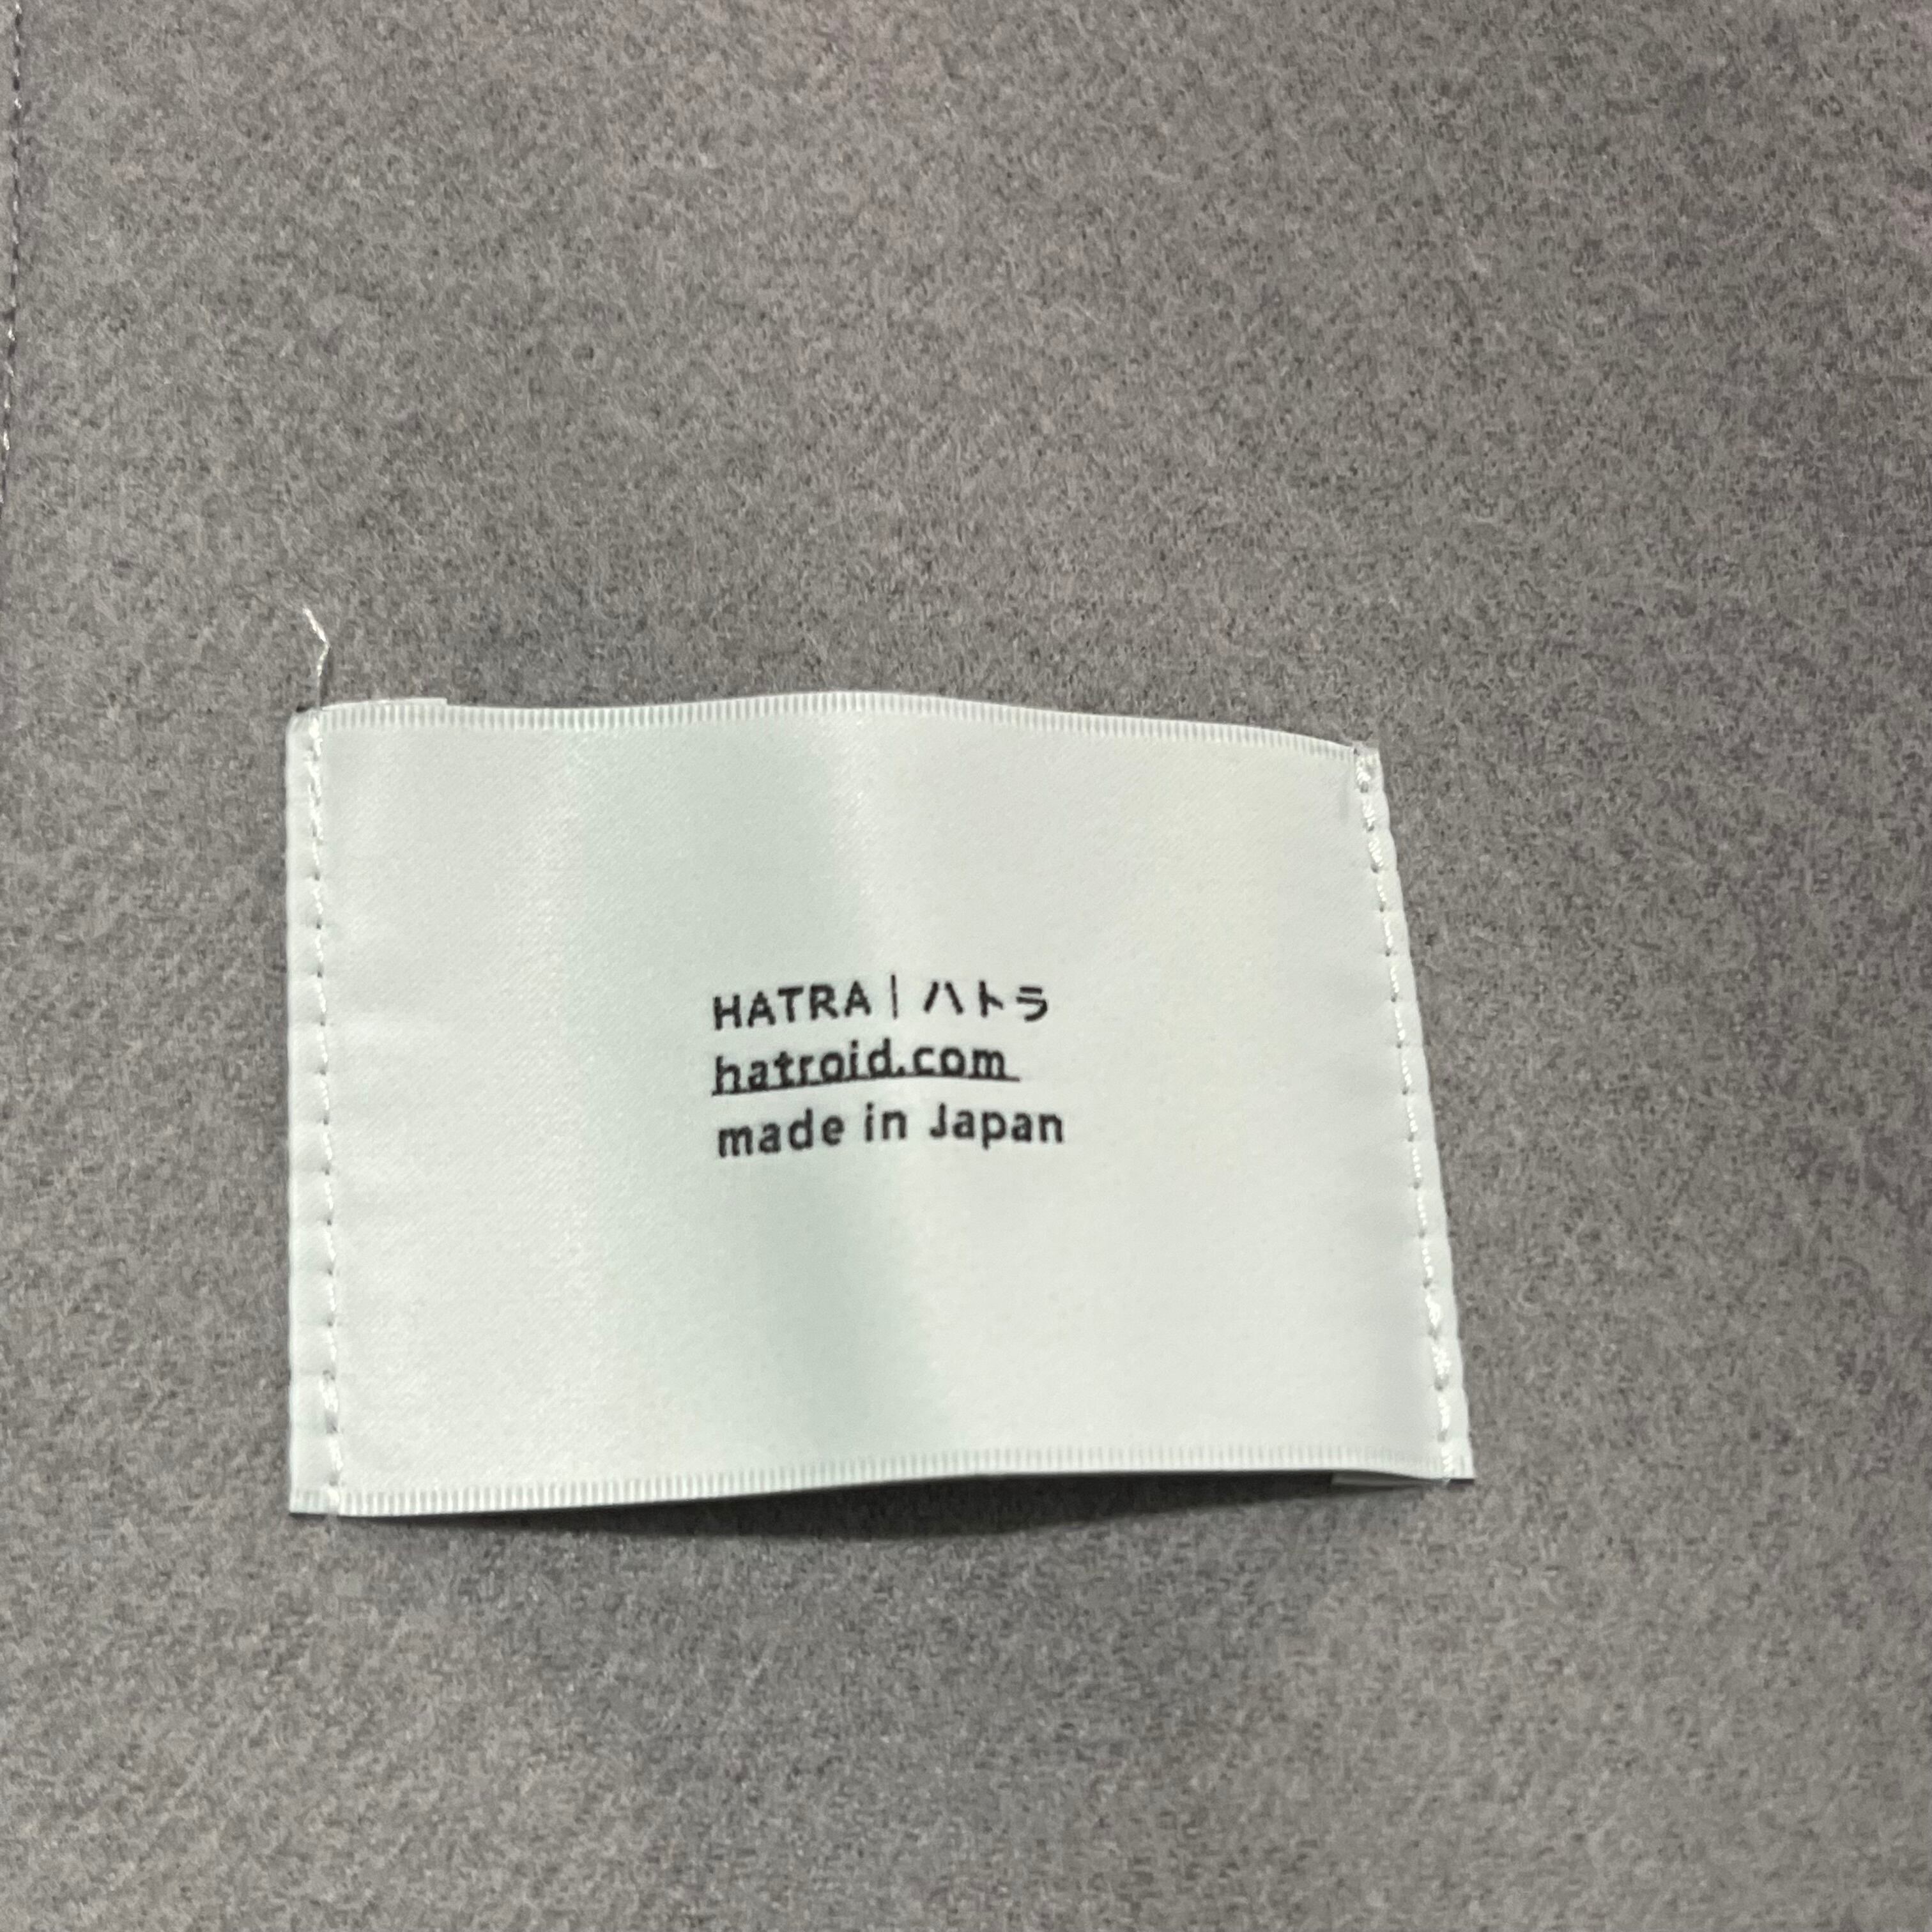 HATRA | ハトラ
hatroid.com
made in Japan